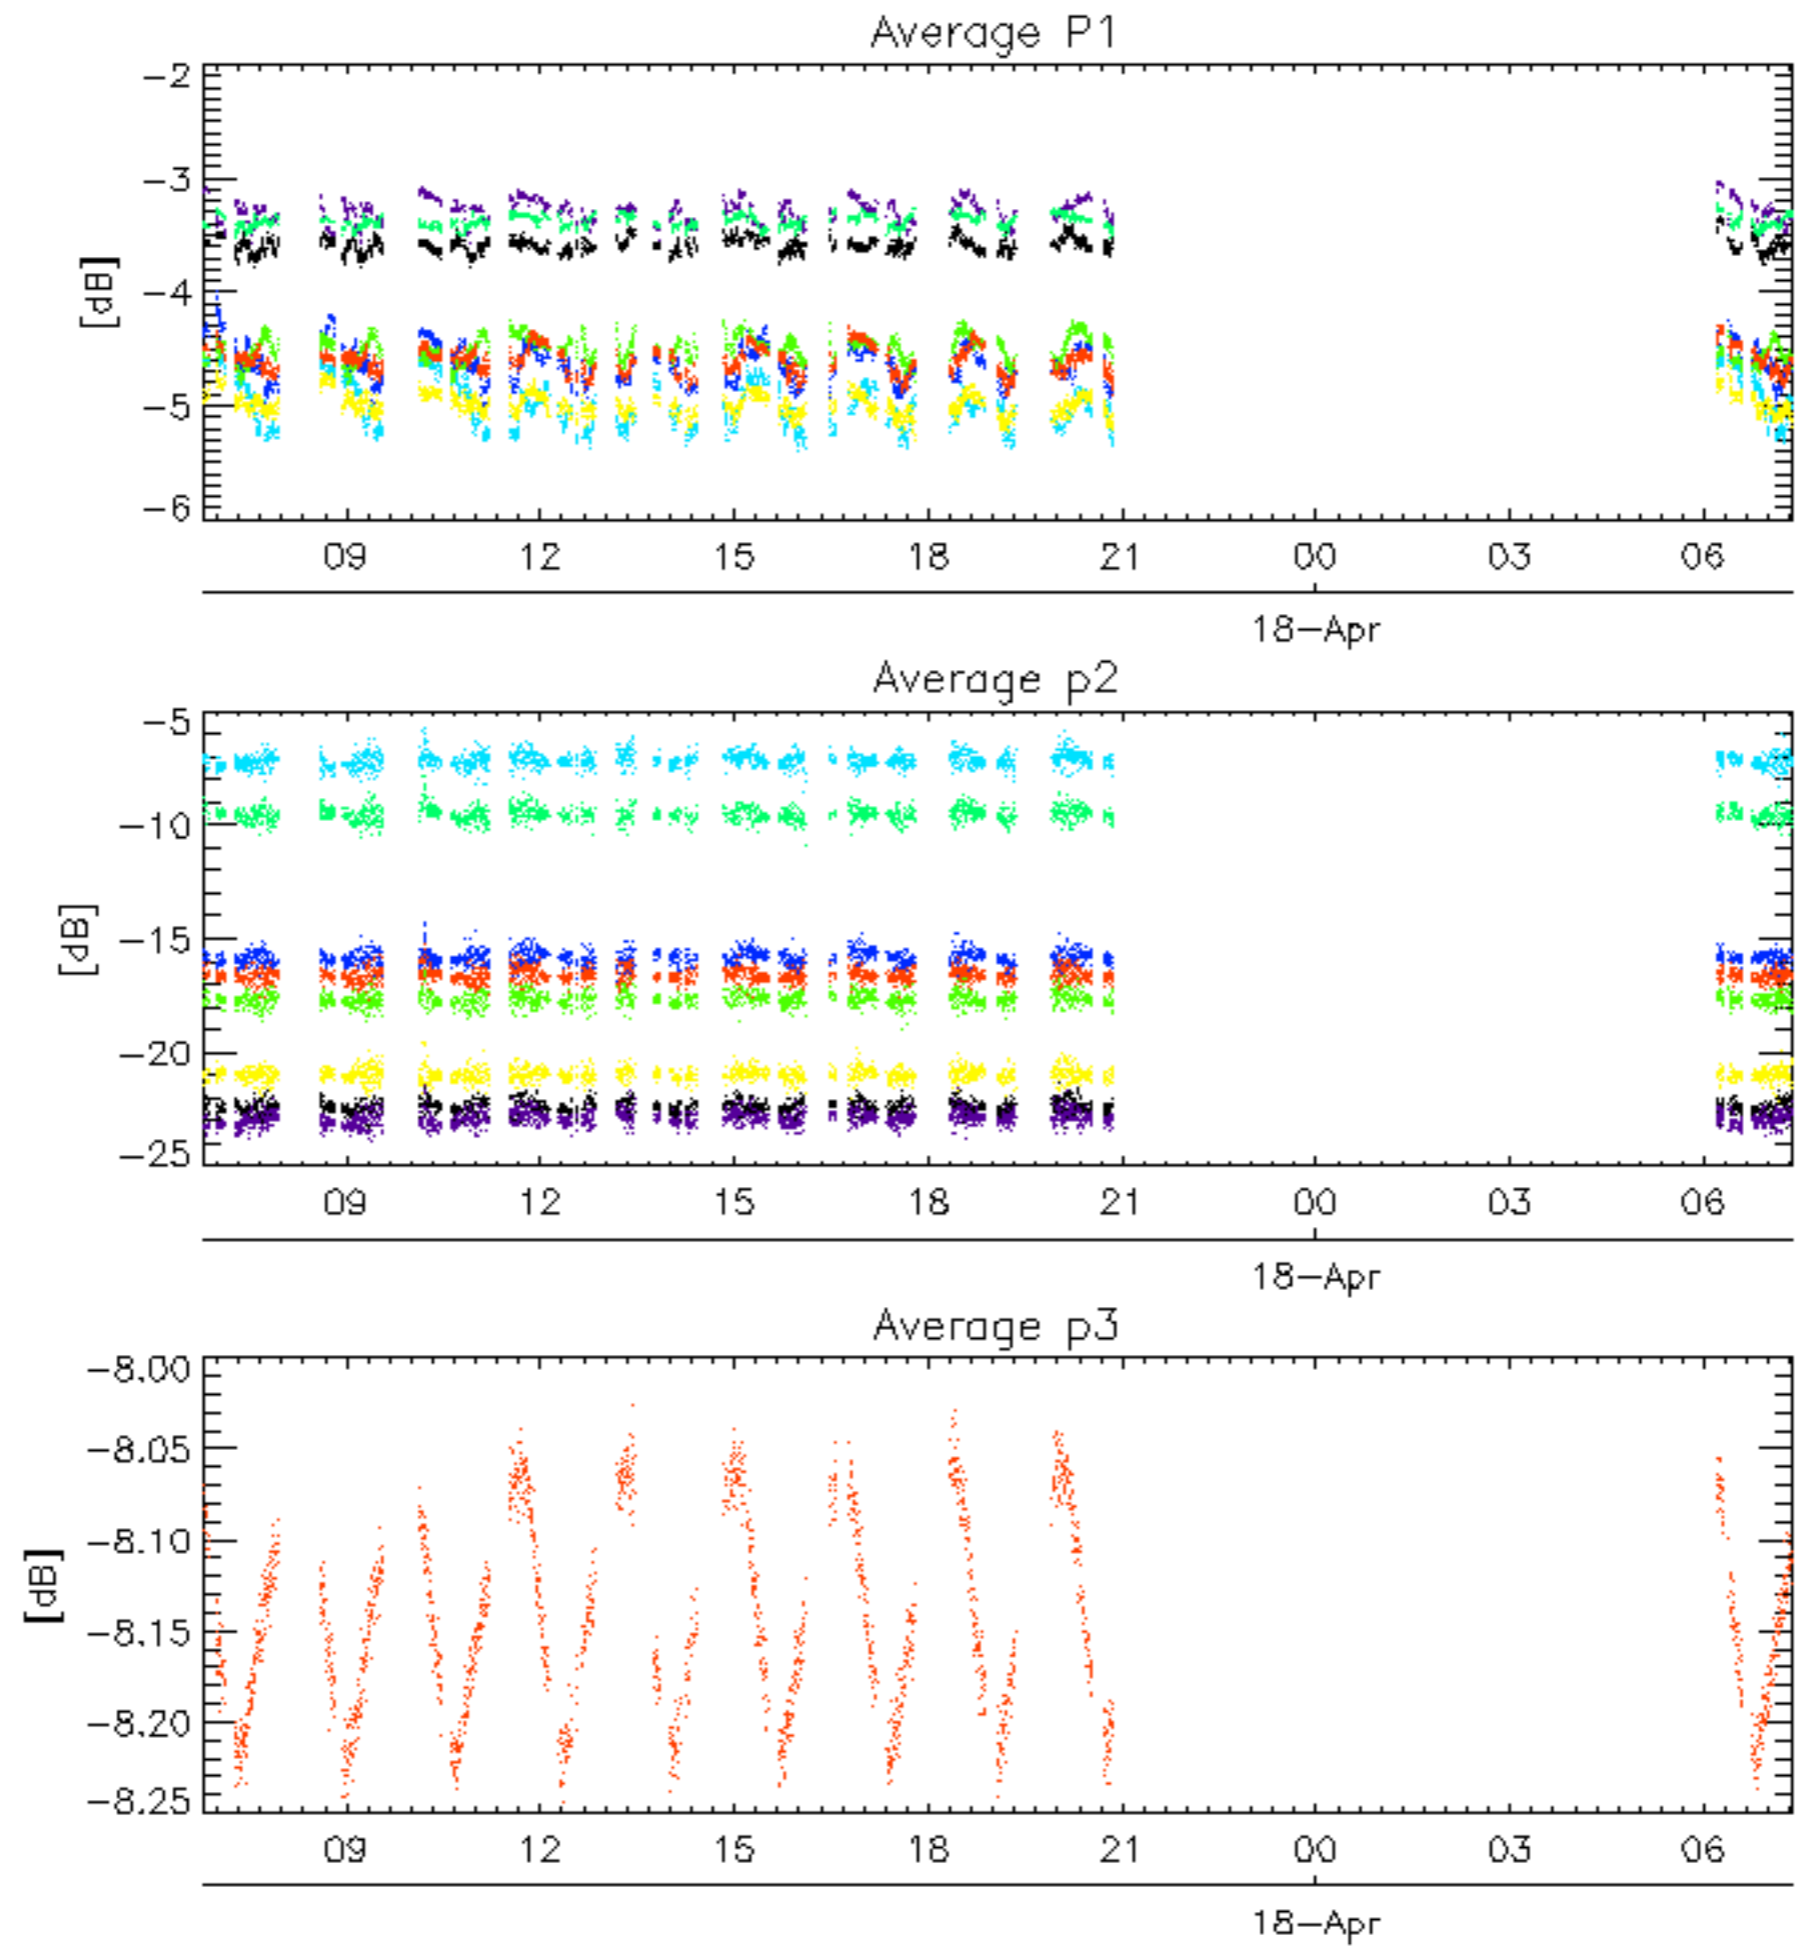 Average P1
[dB]
-2
-3
-4
-5
-6
09 12 15 18 21 00 03 06
18-Apr
Average p2
[dB]
-5
-10
-15
-20
-25
09 12 15 18 21 00 03 06
18-Apr
Average p3
[dB]
-8.00
-8.05
-8.10
-8.15
-8.20
-8.25
09 12 15 18 21 00 03 06
18-Apr